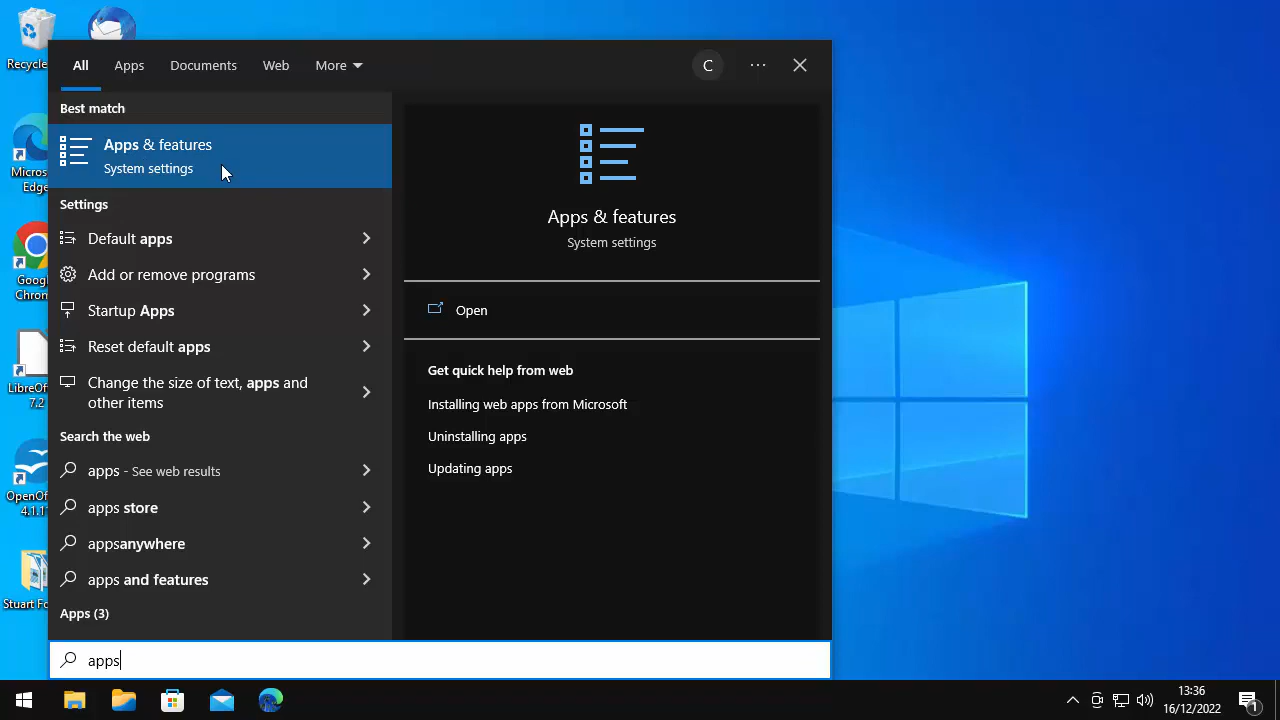 Recycle
Microso
Edge
Goog
Chrom
LibreOf
7.2
OpenOf
4.1.1
Stuart Fo
All
Apps
Documents
Web
More
C
Best match
Apps & features
System settings
Settings
Default apps
Add or remove programs
Startup Apps
Reset default apps
Change the size of text, apps and
other items
Search the web
apps - See web results
apps store
appsanywhere
apps and features
Apps (3)
apps
Apps & features
System settings
Open
Get quick help from web
Installing web apps from Microsoft
Uninstalling apps
Updating apps
13:36
16/12/2022
1